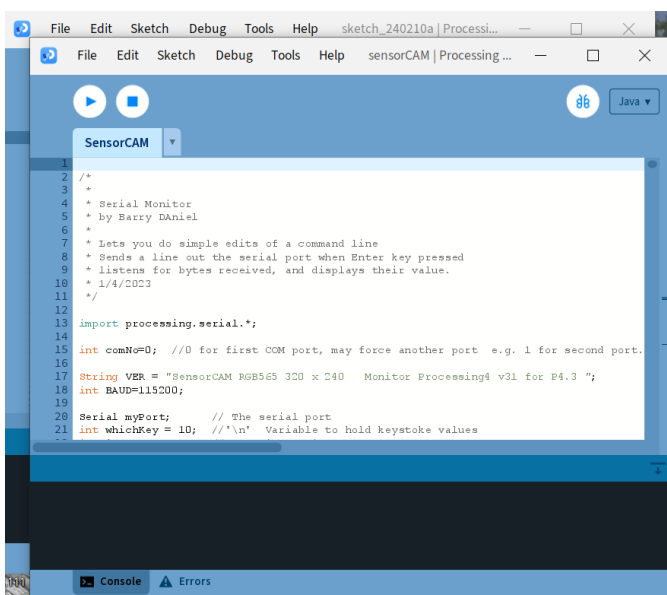 File Edit Sketch Debug Tools Help sketch_240210a | Processi...
File Edit Sketch Debug Tools Help sensorCAM | Processing ...
Java ▾
SensorCAM ▾
1
2 /*
3 *
4 * Serial Monitor
5 * by Barry DAniel
6 *
7 * Lets you do simple edits of a command line
8 * Sends a line out the serial port when Enter key pressed
9 * listens for bytes received, and displays their value.
10 * 1/4/2023
11 */
12
13 import processing.serial.*;
14
15 int comNo=0; //0 for first COM port, may force another port e.g. 1 for second port.
16
17 String VER = "SensorCAM RGB565 320 x 240 Monitor Processing4 v31 for P4.3 ";
18 int BAUD=115200;
19
20 Serial myPort; // The serial port
21 int whichKey = 10; //'\n' Variable to hold keystoke values
Console Errors